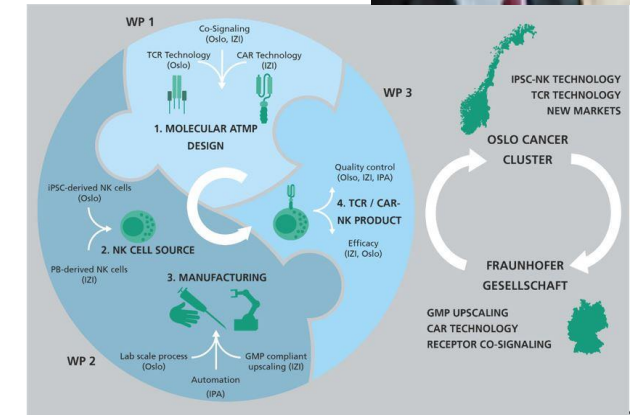 WP 1
Co-Signaling
(Oslo, IZI)
TCR Technology
(Oslo)
CAR Technology
(IZI)
1. MOLECULAR ATMP
DESIGN
WP 3
Quality control
(Olso, IZI, IPA)
4. TCR / CAR-
NK PRODUCT
Efficacy
(IZI, Oslo)
iPSC-derived NK cells
(Oslo)
2. NK CELL SOURCE
PB-derived NK cells
(IZI)
3. MANUFACTURING
WP 2
Lab scale process
(Oslo)
GMP compliant
upscaling (IZI)
Automation
(IPA)
IPSC-NK TECHNOLOGY
TCR TECHNOLOGY
NEW MARKETS
OSLO CANCER
CLUSTER
FRAUNHOFER
GESELLSCHAFT
GMP UPSCALING
CAR TECHNOLOGY
RECEPTOR CO-SIGNALING